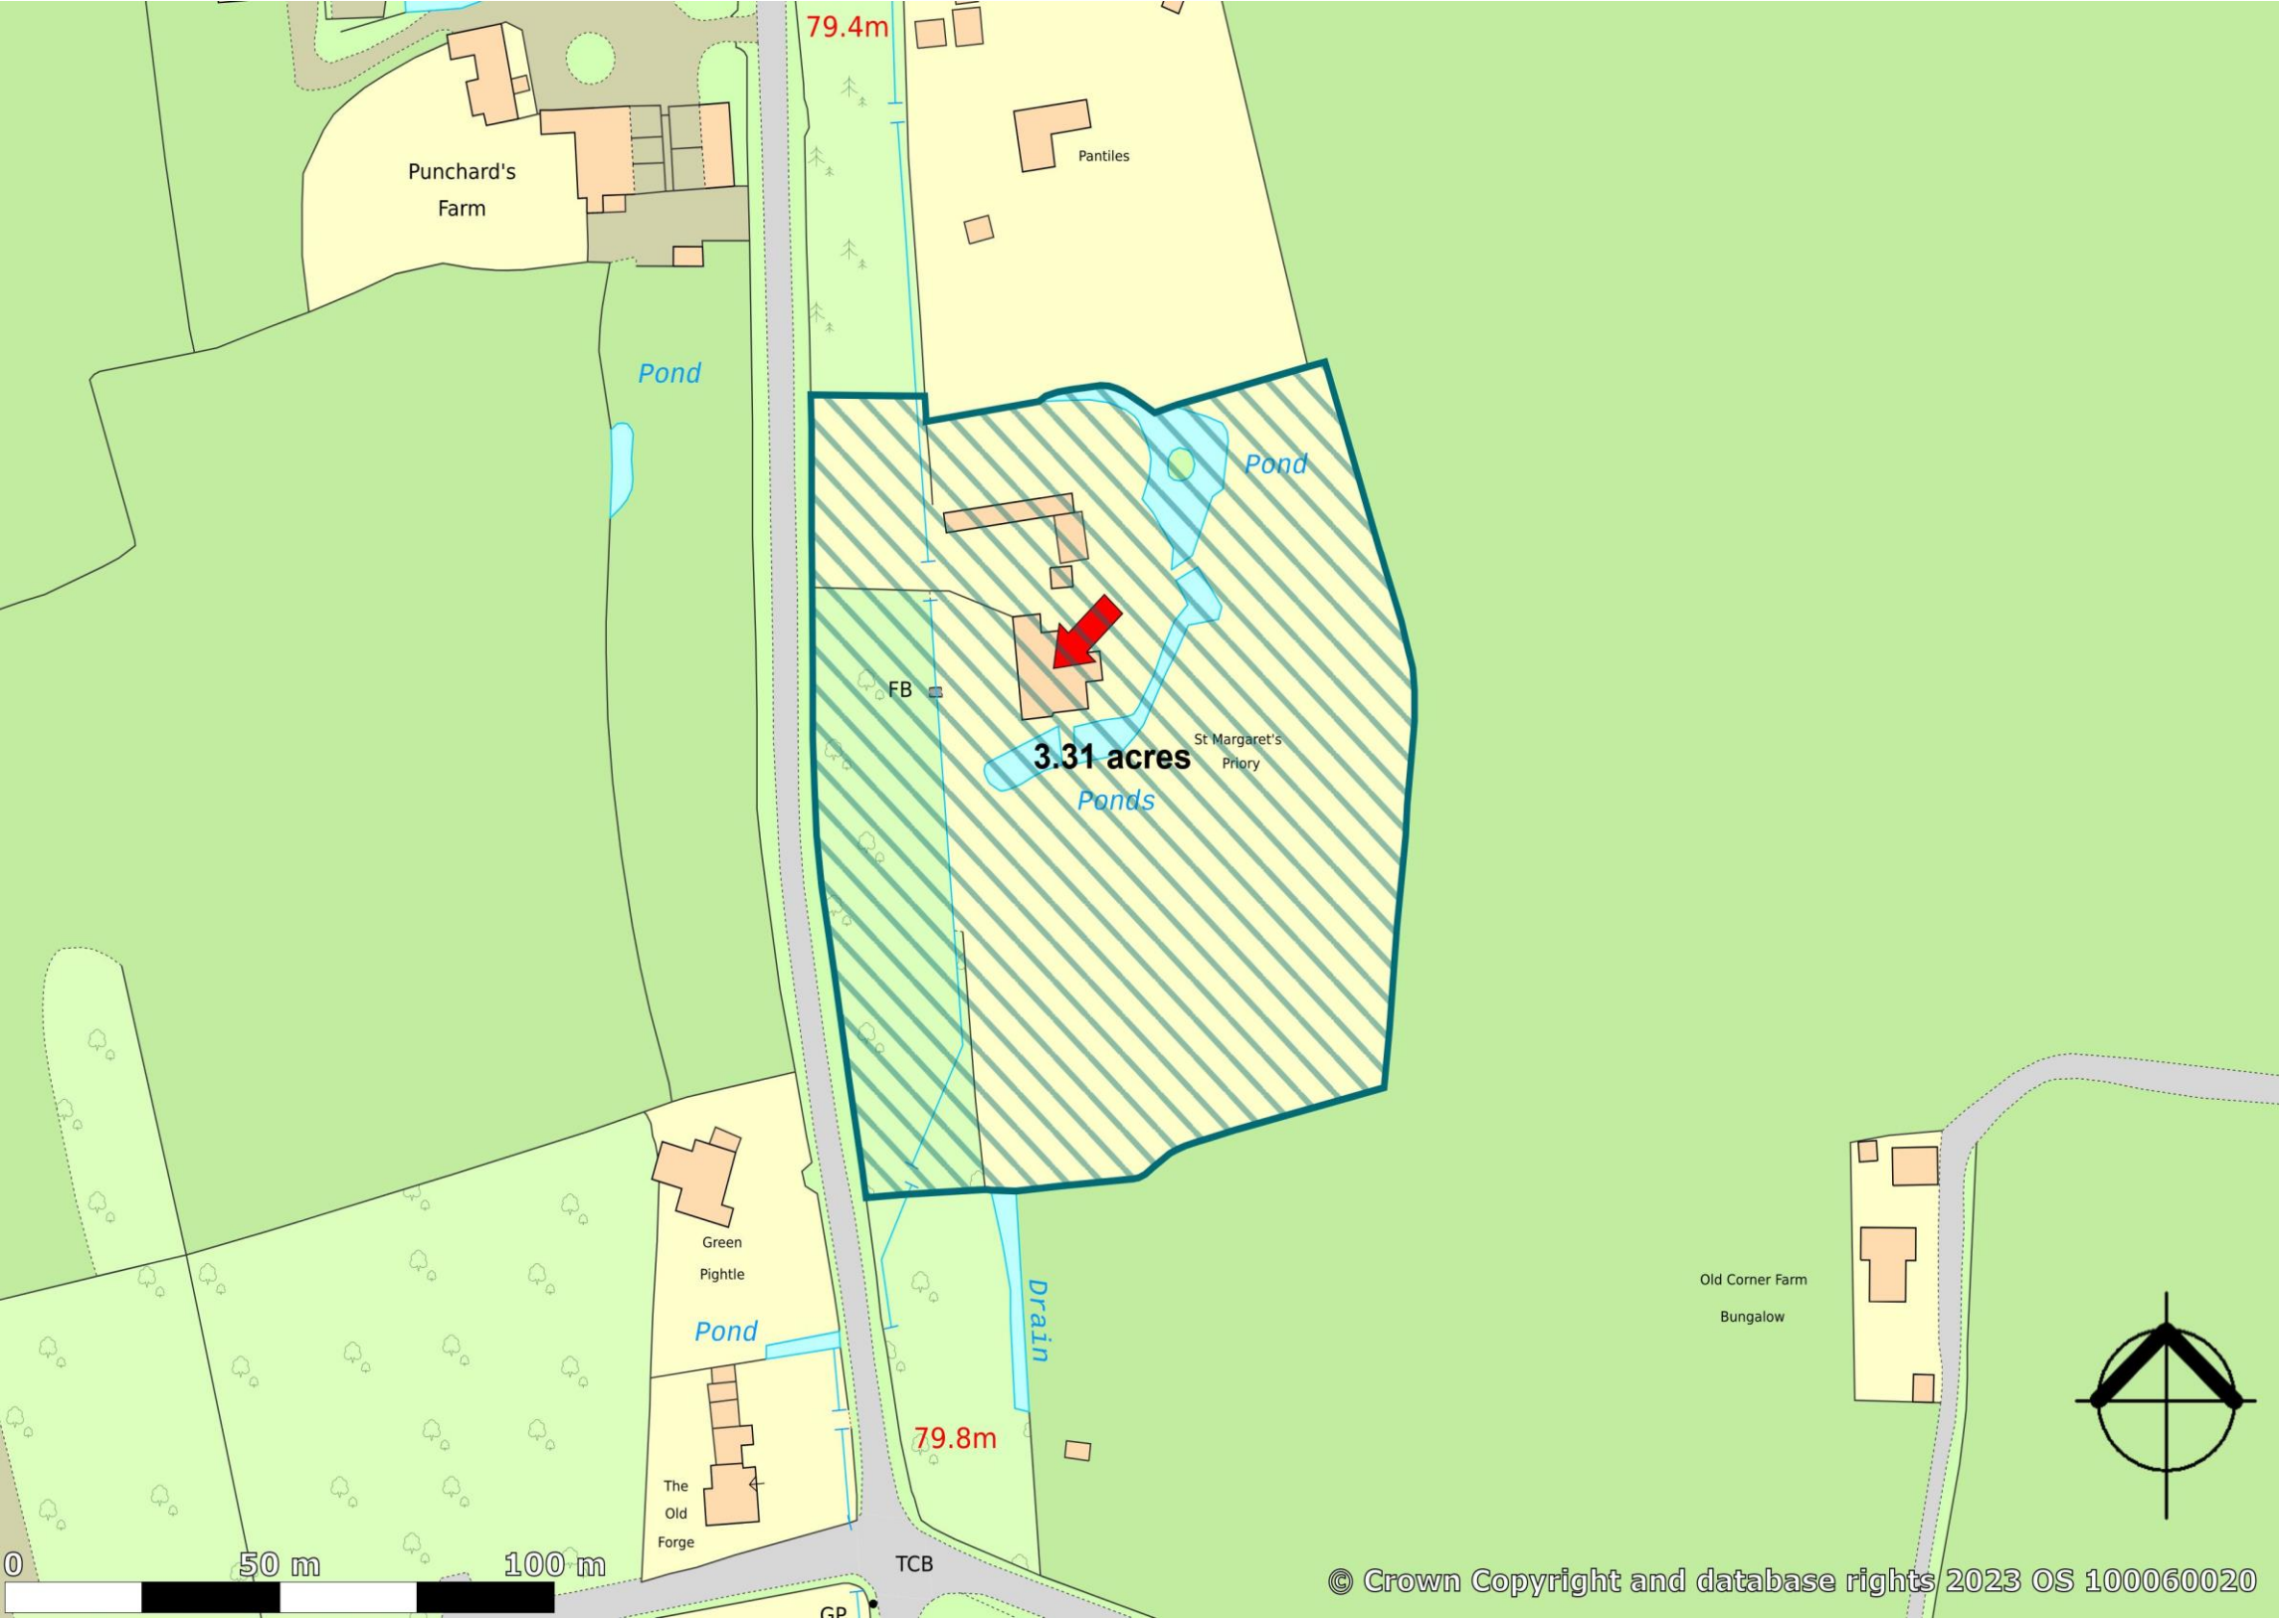 79.4m
Pantiles
Punchard's
Farm
Pond
Pond
FB
St Margaret's
Priory
3.31 acres
Ponds
Green
Pightle
Old Corner Farm
Bungalow
Drain
Pond
79.8m
The
Old
Forge
TCB
0 50 m 100 m
© Crown Copyright and database rights 2023 OS 100060020
GP